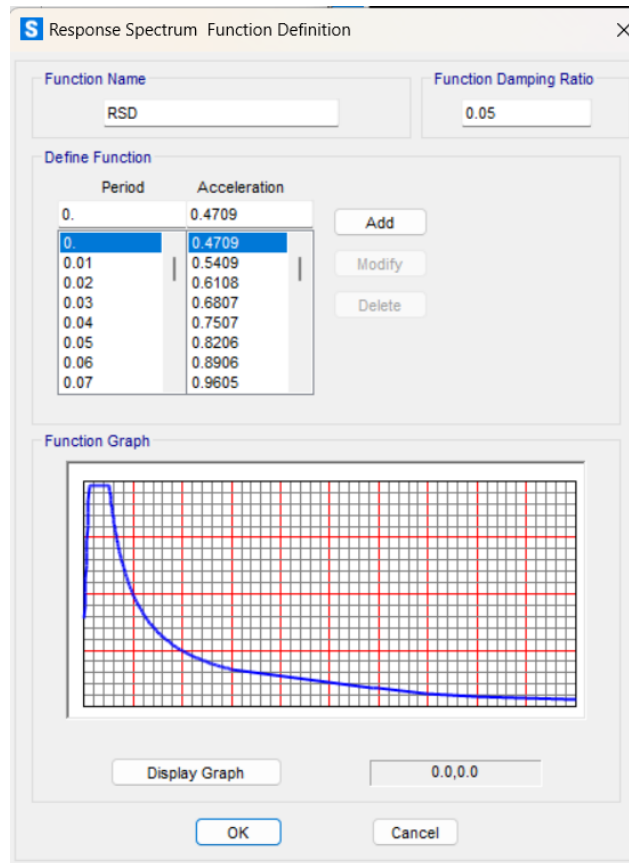 S Response Spectrum Function Definition
Function Name
Function Damping Ratio
RSD
0.05
Define Function
Period Acceleration
0. 0.4709
Add
0. 0.4709
0.01 0.5409
Modify
0.02 0.6108
0.03 0.6807
Delete
0.04 0.7507
0.05 0.8206
0.06 0.8906
0.07 0.9605
Function Graph
Display Graph
0.0,0.0
OK
Cancel